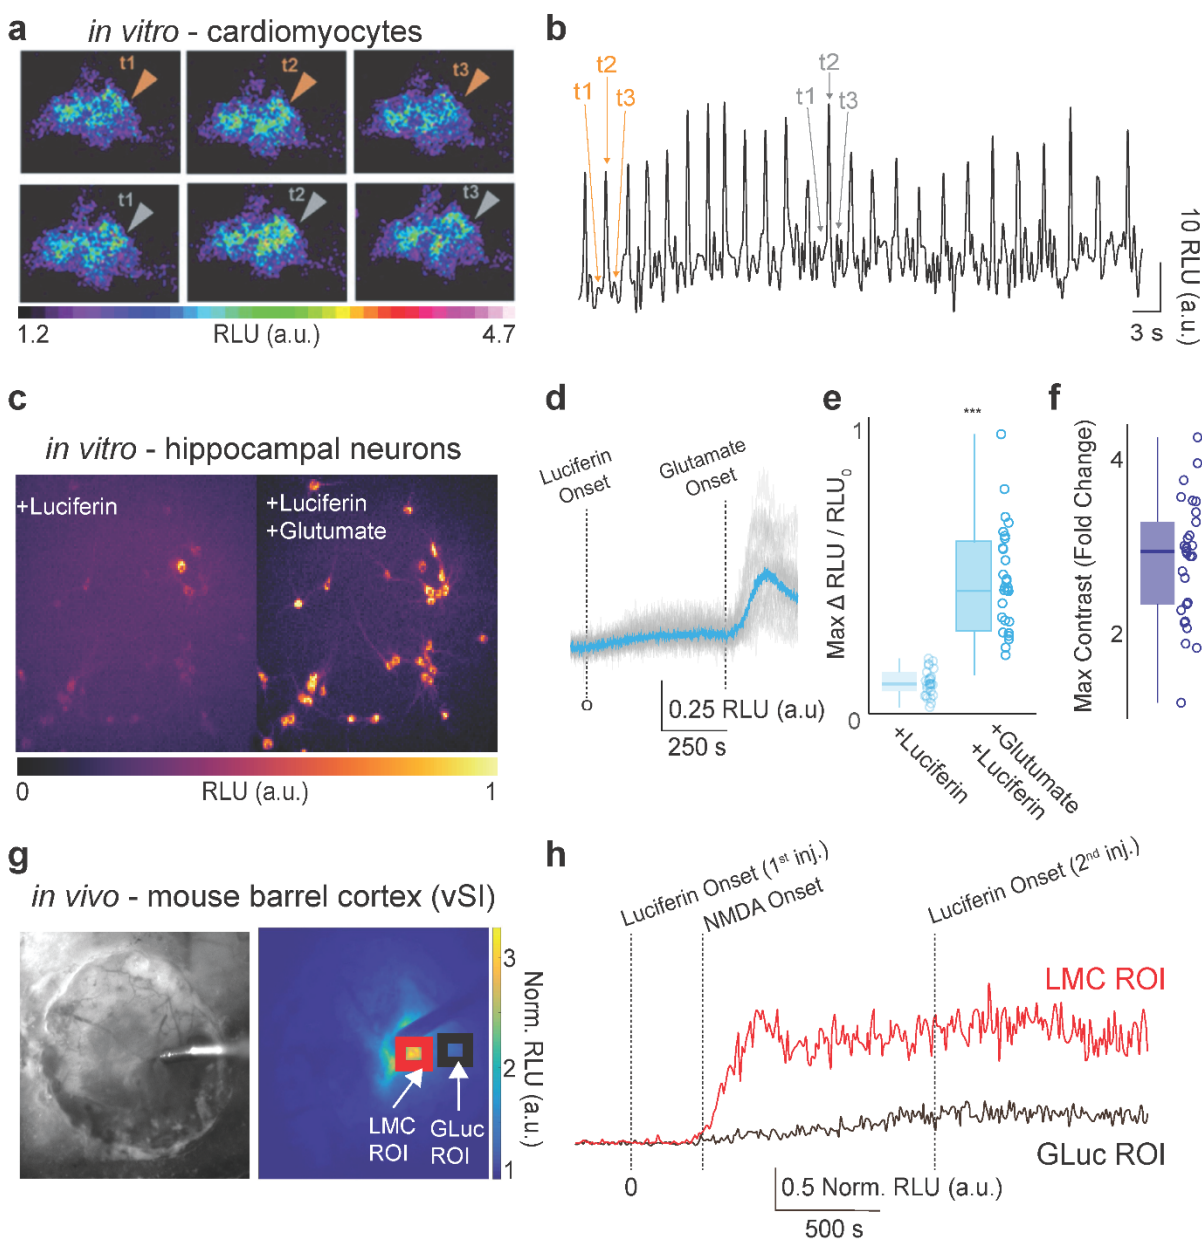 a
in vitro - cardiomyocytes
t1
t2
t3
t1
t2
t3
1.2
RLU (a.u.)
4.7
b
t2
t1
t3
t2
t1
t3
10 RLU (a.u.)
3 s
c
in vitro - hippocampal neurons
+Luciferin
+Luciferin
+Glutumate
0
RLU (a.u.)
1
d
Luciferin
Onset
Glutamate
Onset
0
0.25 RLU (a.u)
250 s
e
***
1
Max Δ RLU / RLU0
0
+Luciferin
+Glutumate
+Luciferin
f
Max Contrast (Fold Change)
4
2
g
in vivo - mouse barrel cortex (vSI)
LMC
ROI
GLuc
ROI
3
2
1
Norm. RLU (a.u.)
h
Luciferin Onset (1st inj.)
NMDA Onset
Luciferin Onset (2nd inj.)
LMC ROI
GLuc ROI
0
0.5 Norm. RLU (a.u.)
500 s